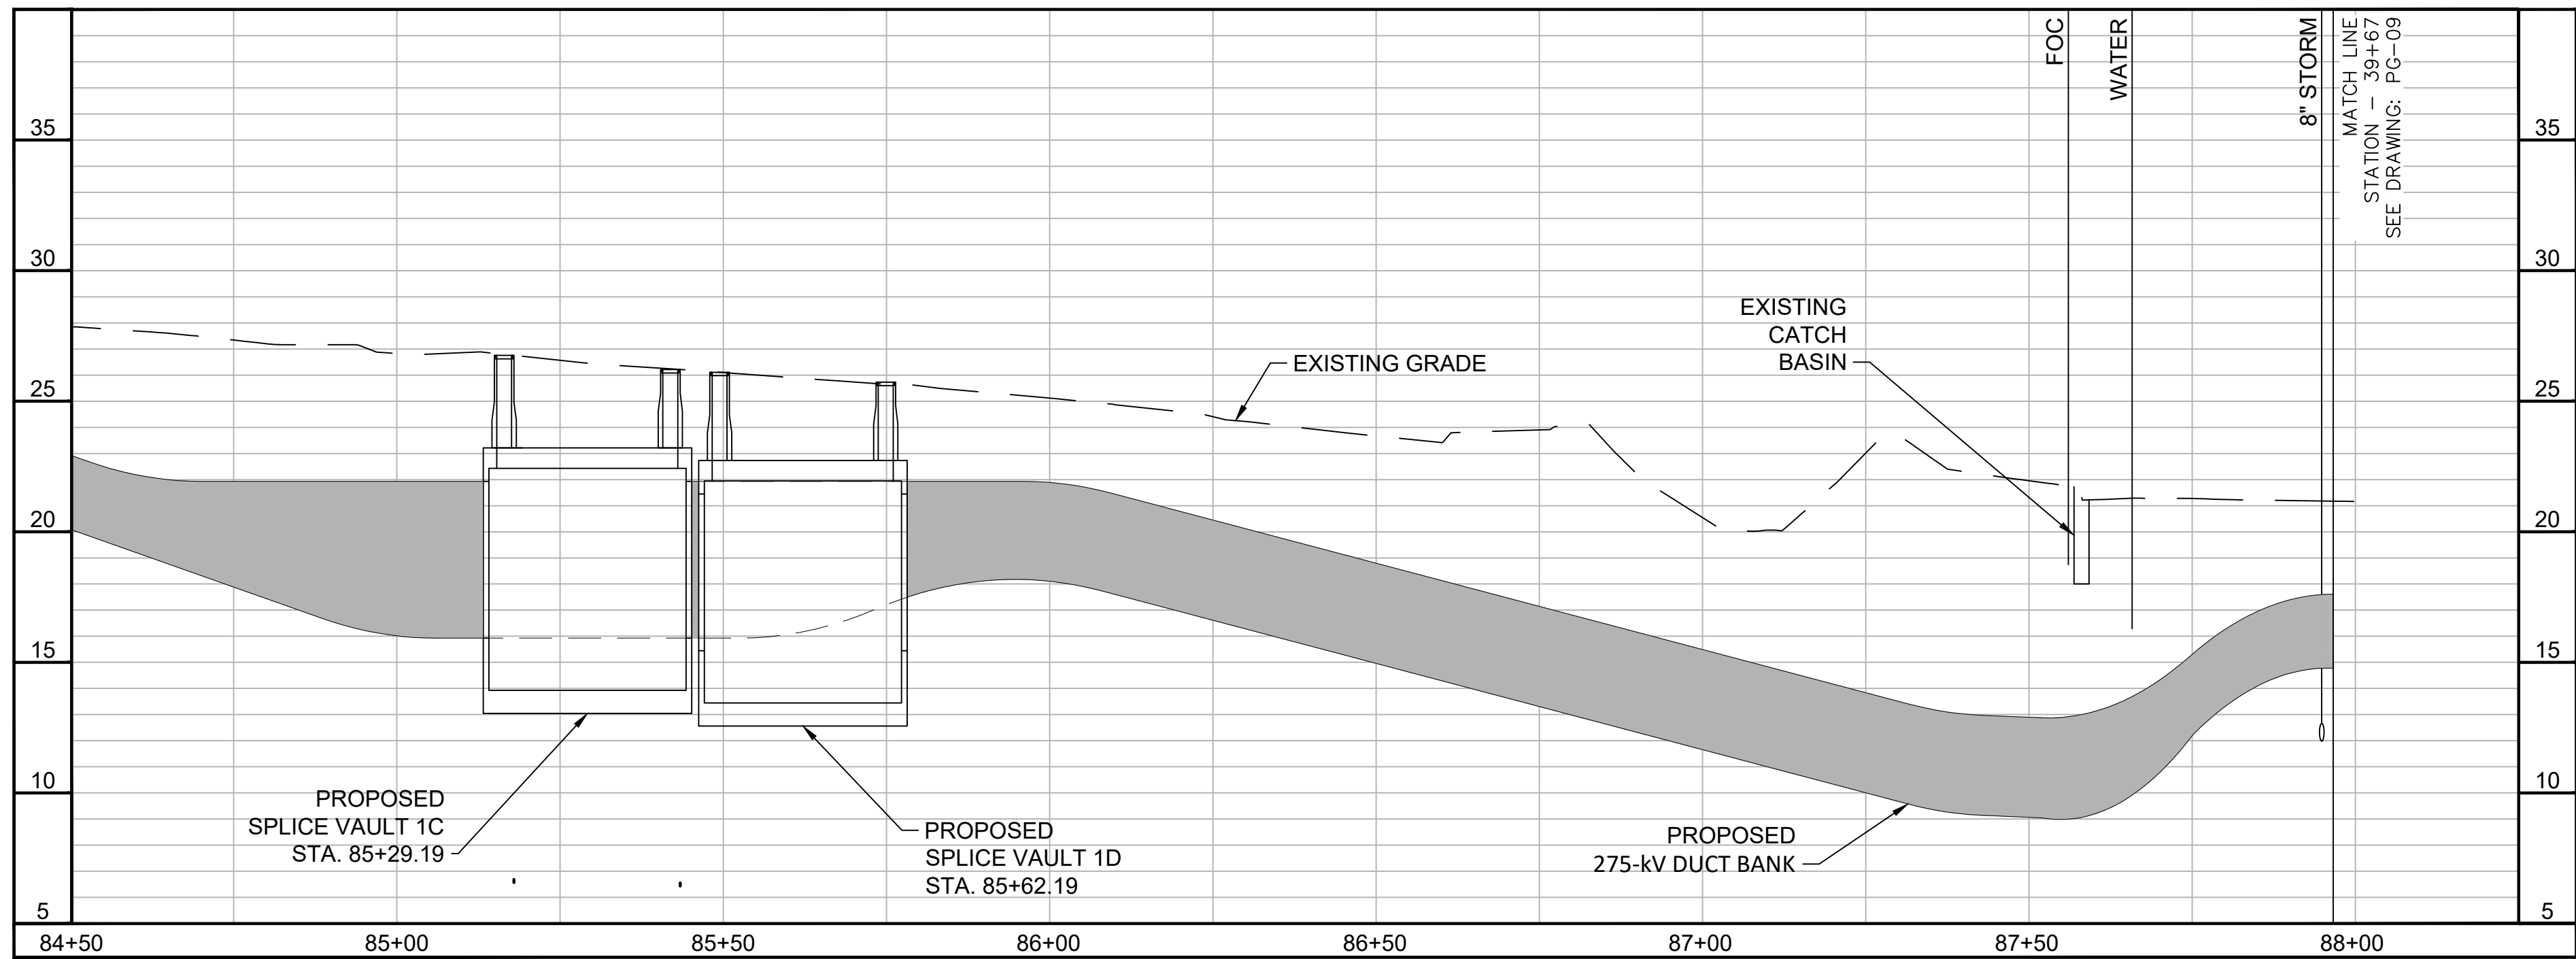 FOC
WATER
8" STORM
MATCH LINE
STATION - 39+67
SEE DRAWING: PG-09
35
35
30
30
EXISTING
CATCH
BASIN
EXISTING GRADE
25
25
20
20
15
15
10
10
PROPOSED
SPLICE VAULT 1C
STA. 85+29.19
PROPOSED
SPLICE VAULT 1D
STA. 85+62.19
PROPOSED
275-kV DUCT BANK
5
5
84+50
85+00
85+50
86+00
86+50
87+00
87+50
88+00